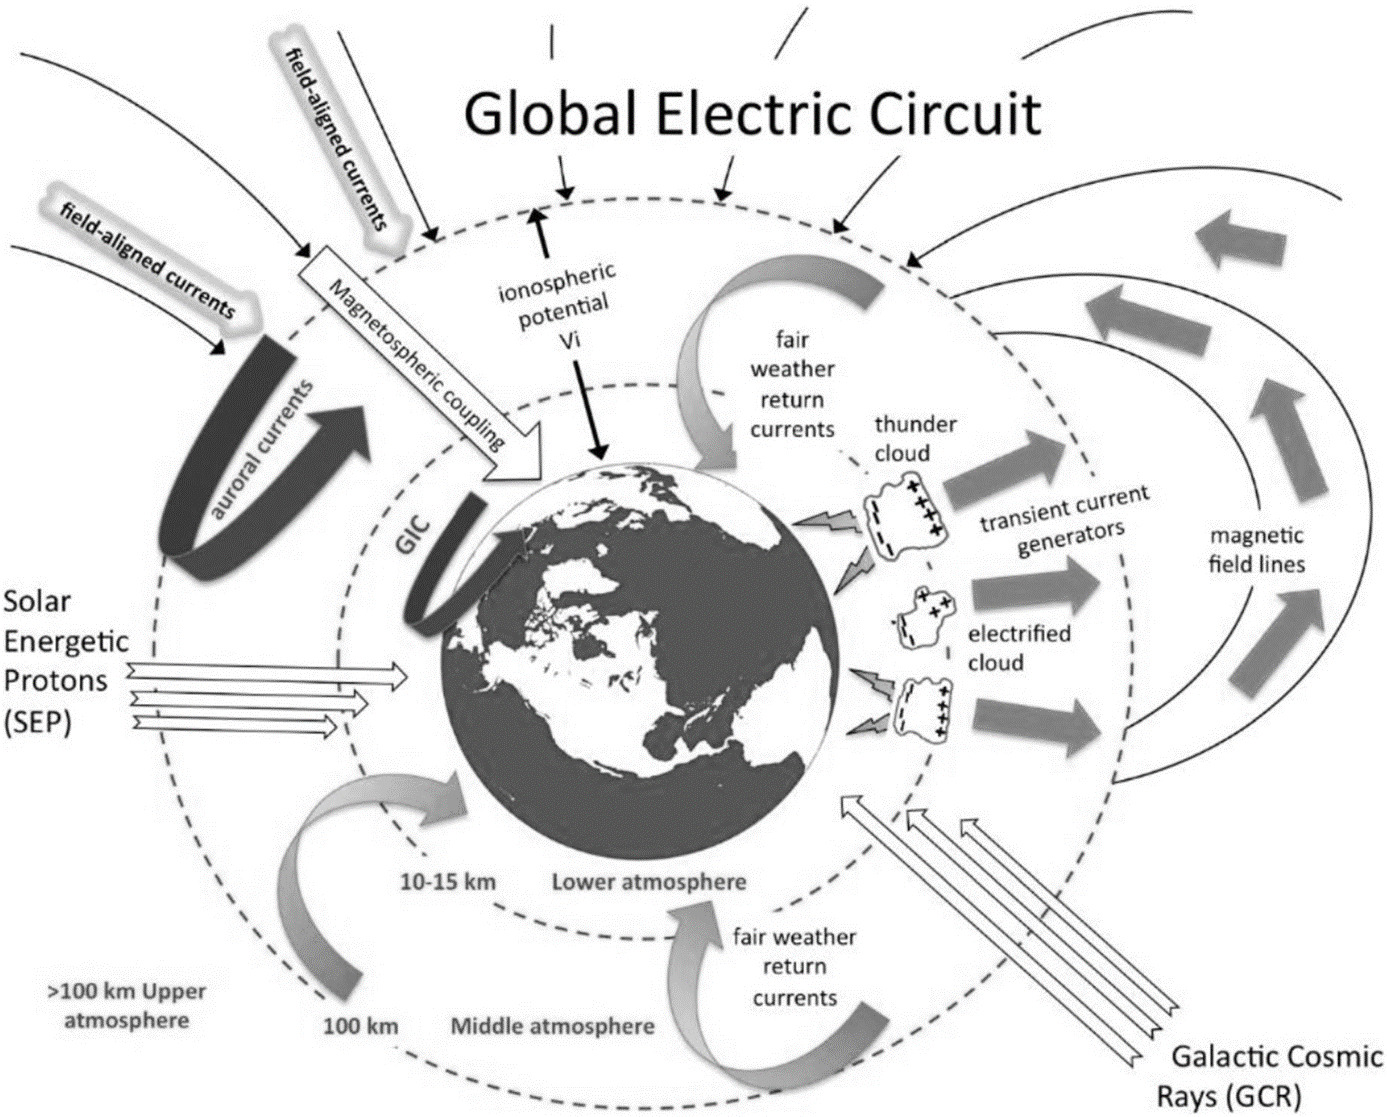 Global Electric Circuit
field-aligned currents
field-aligned currents
Magnetospheric coupling
ionospheric
potential
Vi
fair
weather
return
currents
thunder
cloud
auroral currents
GIC
transient current
generators
magnetic
field lines
Solar
Energetic
Protons
(SEP)
electrified
cloud
10-15 km
Lower atmosphere
fair weather
return
currents
>100 km Upper
atmosphere
100 km
Middle atmosphere
Galactic Cosmic
Rays (GCR)